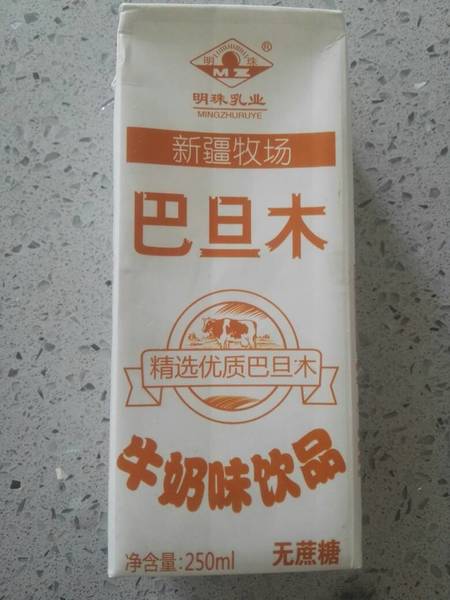 明珠
MZ
®
明珠乳业
MINGZHURUYE
新疆牧场
巴旦木
精选优质巴旦木
牛奶味饮品
净含量:250ml 无蔗糖